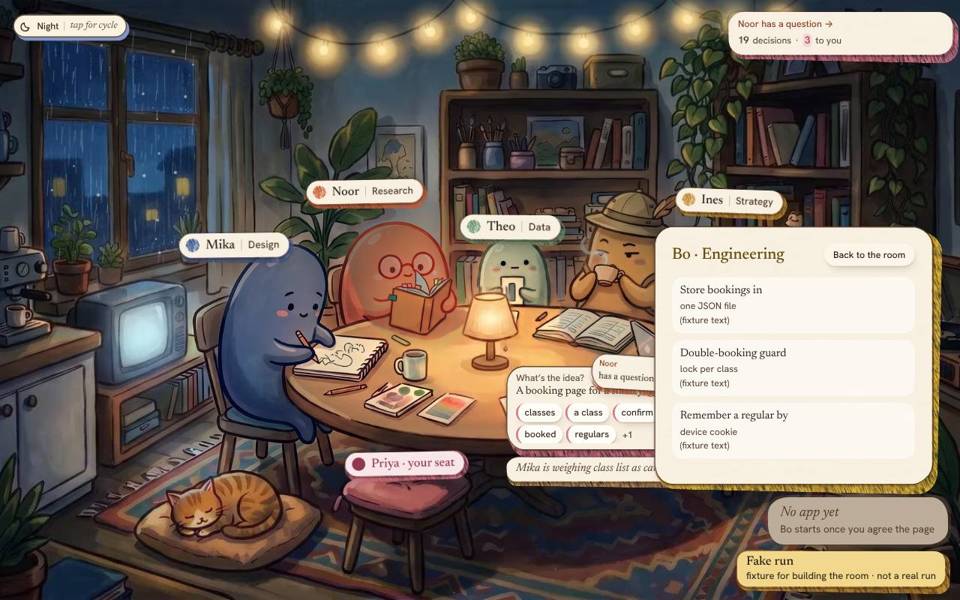 Night | tap for cycle
Noor has a question →
19 decisions · 3 to you
Noor | Research
Ines | Strategy
Theo | Data
Mika | Design
Bo · Engineering
Back to the room
Store bookings in
one JSON file
(fixture text)
Double-booking guard
lock per class
(fixture text)
Remember a regular by
device cookie
(fixture text)
Noor
has a question
What's the idea?
A booking page for a
classes
a class
confirm
booked
regulars
+1
Mika is weighing class list as
Priya · your seat
No app yet
Bo starts once you agree the page
Fake run
fixture for building the room · not a real run